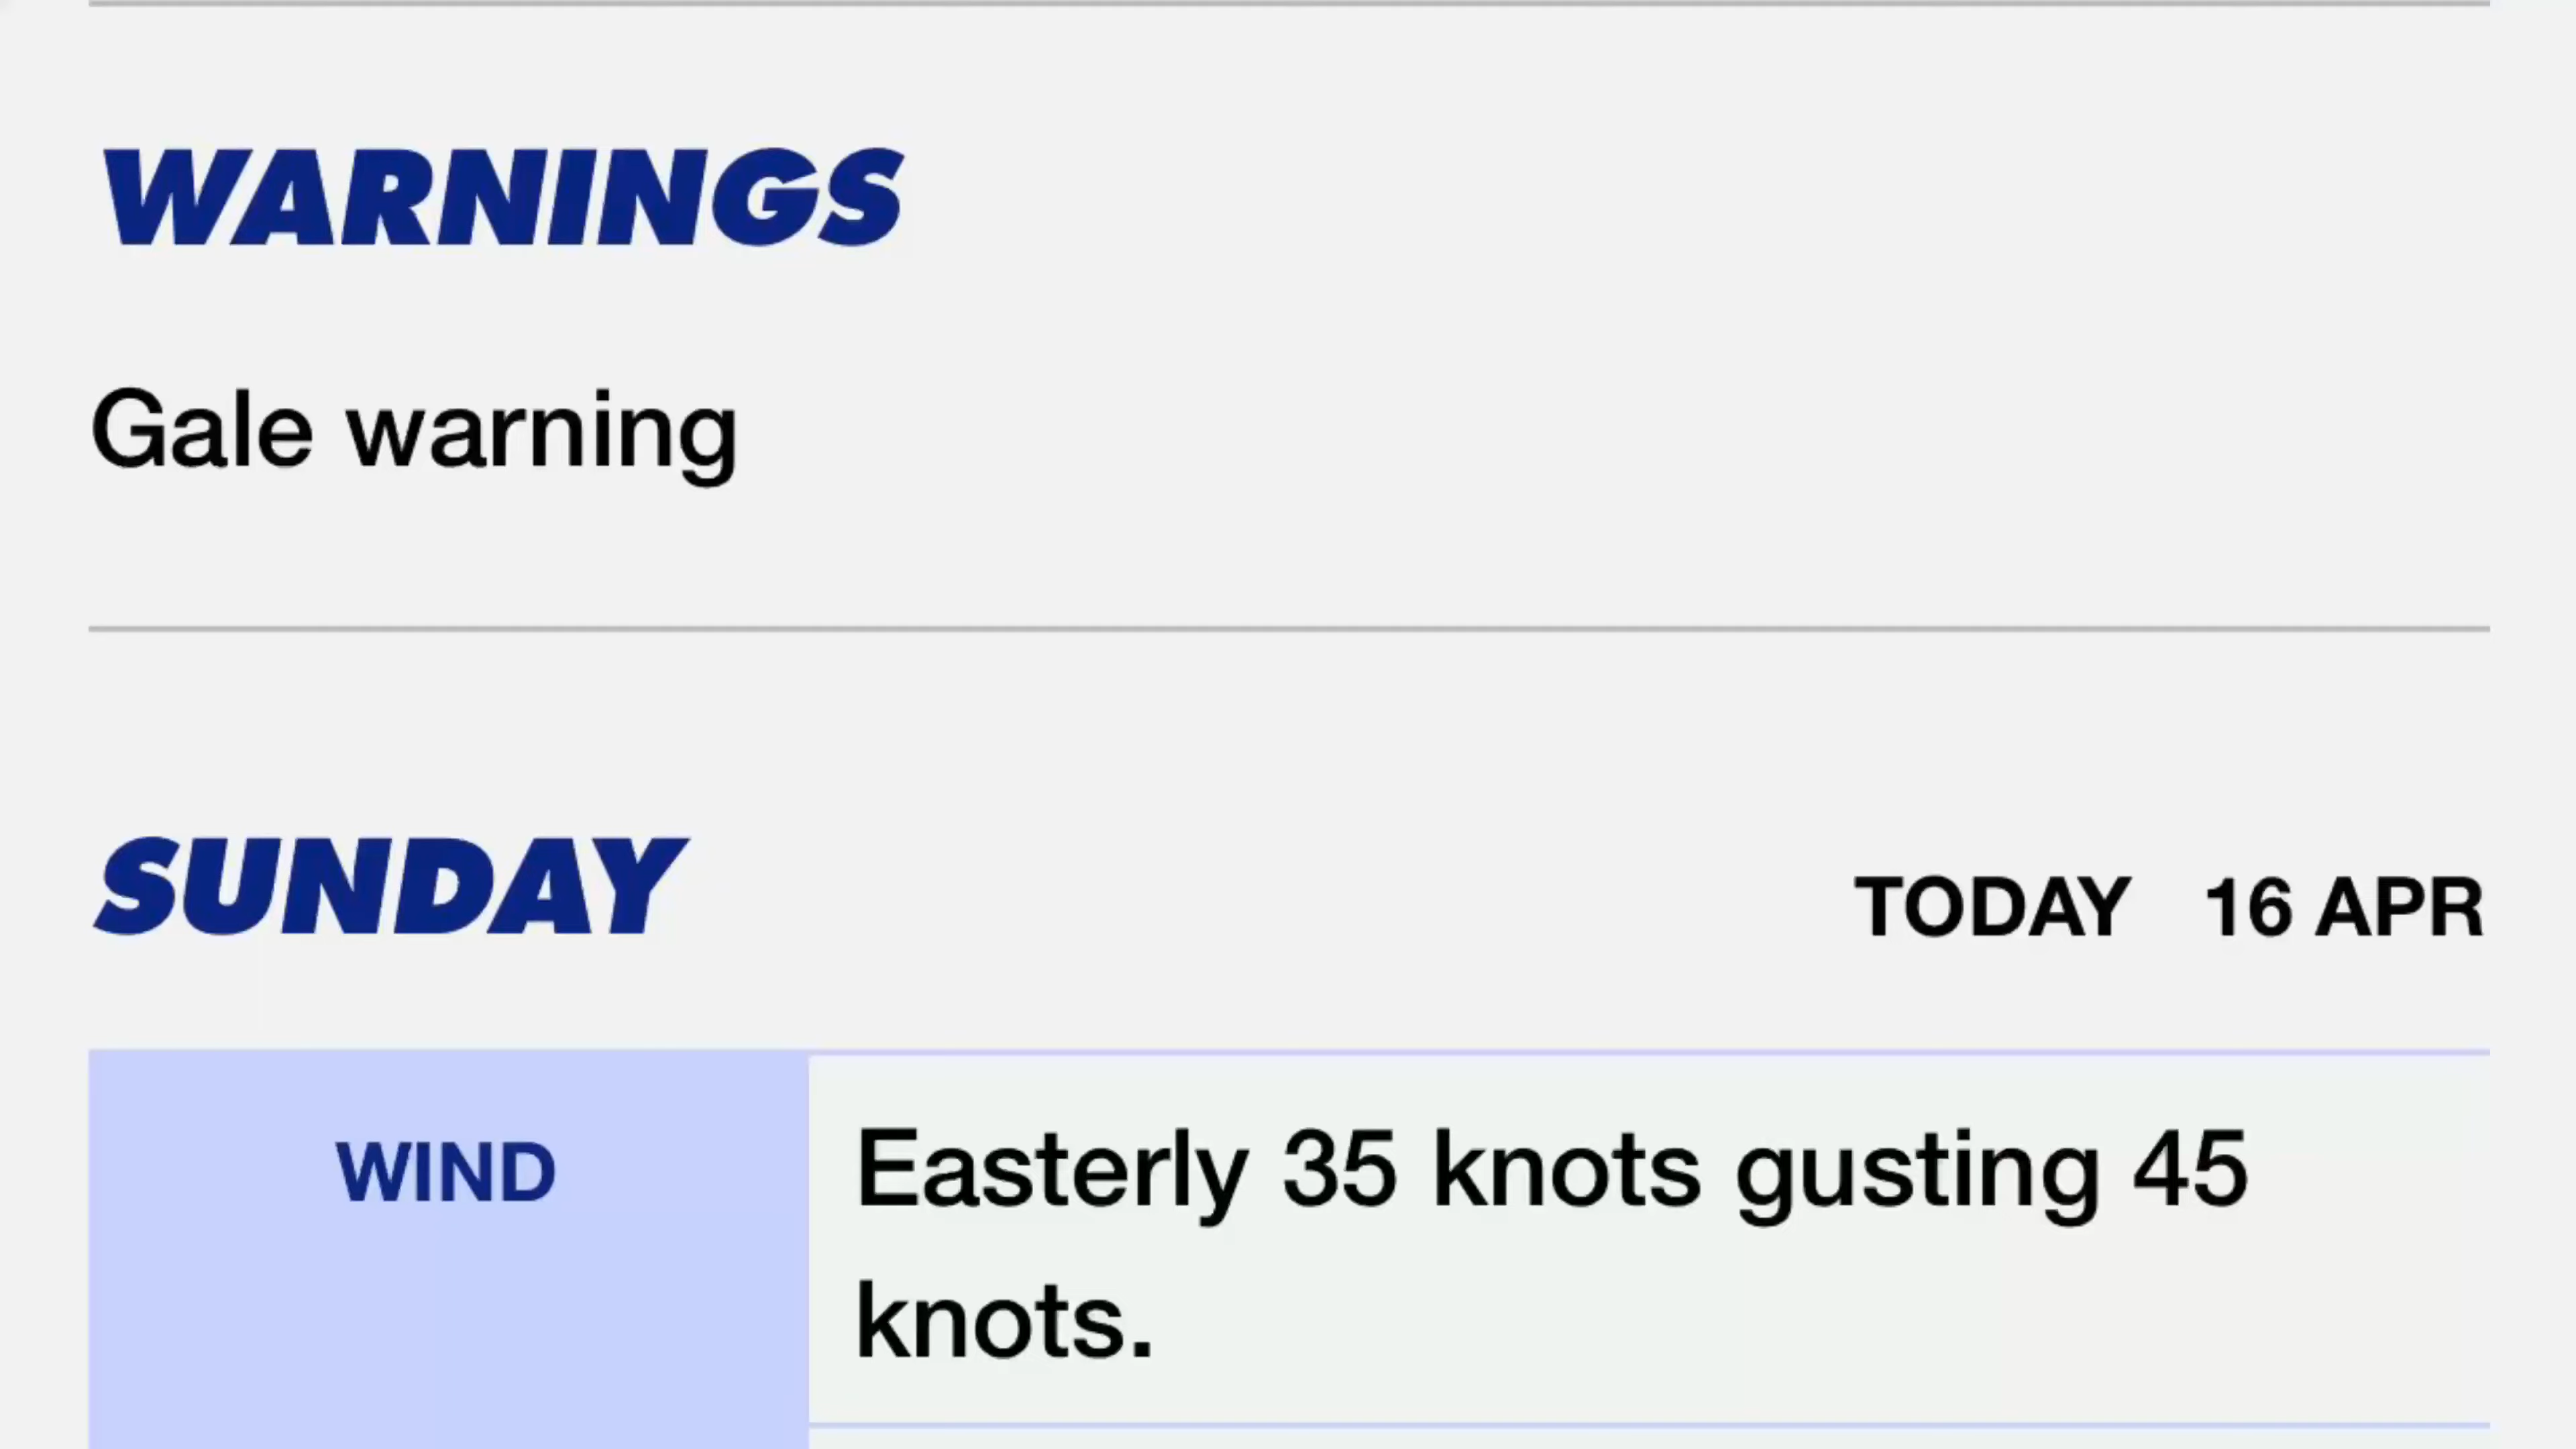 WARNINGS
Gale warning
SUNDAY
TODAY 16 APR
WIND
Easterly 35 knots gusting 45
knots.